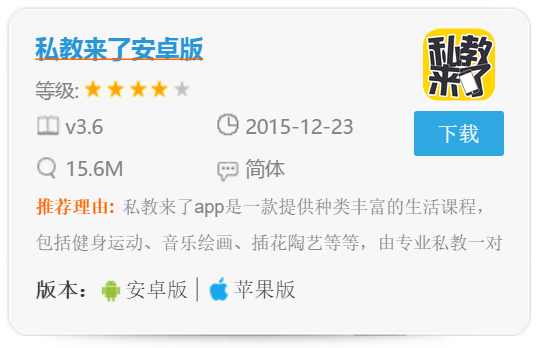 私教来了安卓版
私教
来了
等级:
v3.6
2015-12-23
下载
15.6M
简体
推荐理由: 私教来了app是一款提供种类丰富的生活课程，
包括健身运动、音乐绘画、插花陶艺等等，由专业私教一对
版本： 安卓版 | 苹果版